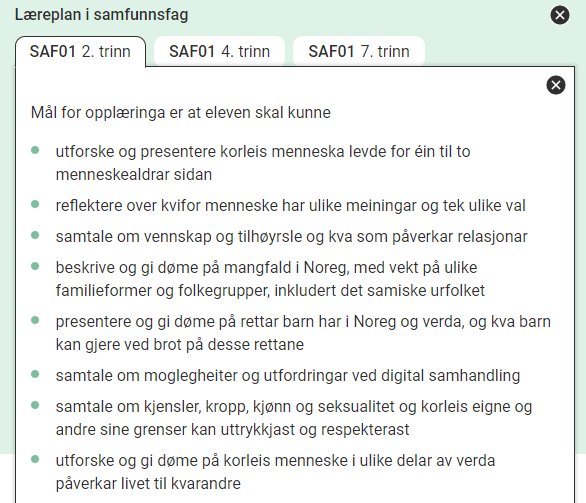 Læreplan i samfunnsfag
SAF01 2. trinn
SAF01 4. trinn
SAF01 7. trinn
Mål for opplæringa er at eleven skal kunne
utforske og presentere korleis menneska levde for éin til to
menneskealdrar sidan
reflektere over kvifor menneske har ulike meiningar og tek ulike val
samtale om vennskap og tilhøyrsle og kva som påverkar relasjonar
beskrive og gi døme på mangfald i Noreg, med vekt på ulike
familieformer og folkegrupper, inkludert det samiske urfolket
presentere og gi døme på rettar barn har i Noreg og verda, og kva barn
kan gjere ved brot på desse rettane
samtale om moglegheiter og utfordringar ved digital samhandling
samtale om kjensler, kropp, kjønn og seksualitet og korleis eigne og
andre sine grenser kan uttrykkjast og respekterast
utforske og gi døme på korleis menneske i ulike delar av verda
påverkar livet til kvarandre